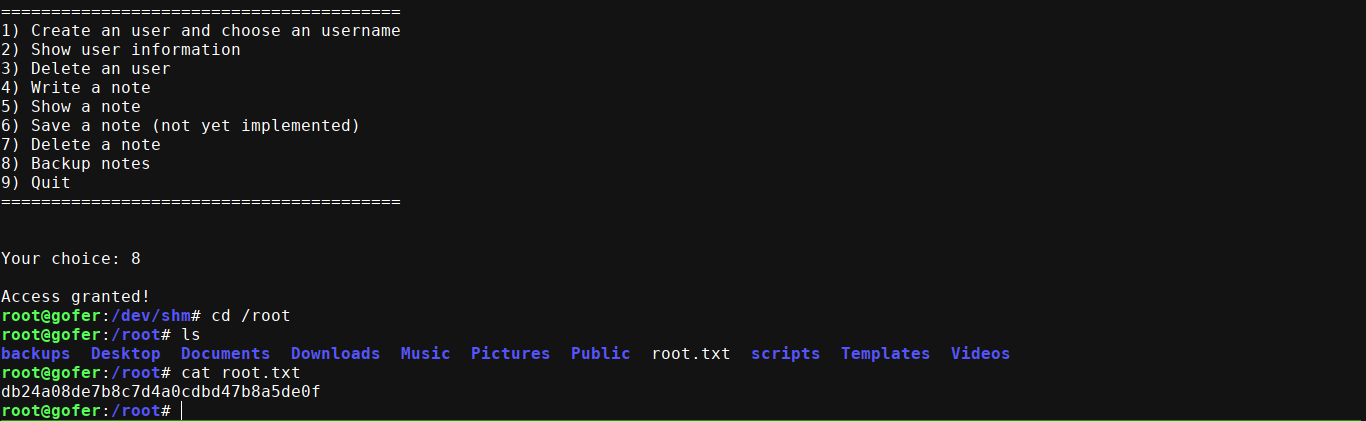 ========================================
1) Create an user and choose an username
2) Show user information
3) Delete an user
4) Write a note
5) Show a note
6) Save a note (not yet implemented)
7) Delete a note
8) Backup notes
9) Quit
========================================
Your choice: 8
Access granted!
root@gofer:/dev/shm# cd /root
root@gofer:/root# ls
backups  Desktop  Documents  Downloads  Music  Pictures  Public  root.txt  scripts  Templates  Videos
root@gofer:/root# cat root.txt
db24a08de7b8c7d4a0cdbd47b8a5de0f
root@gofer:/root#